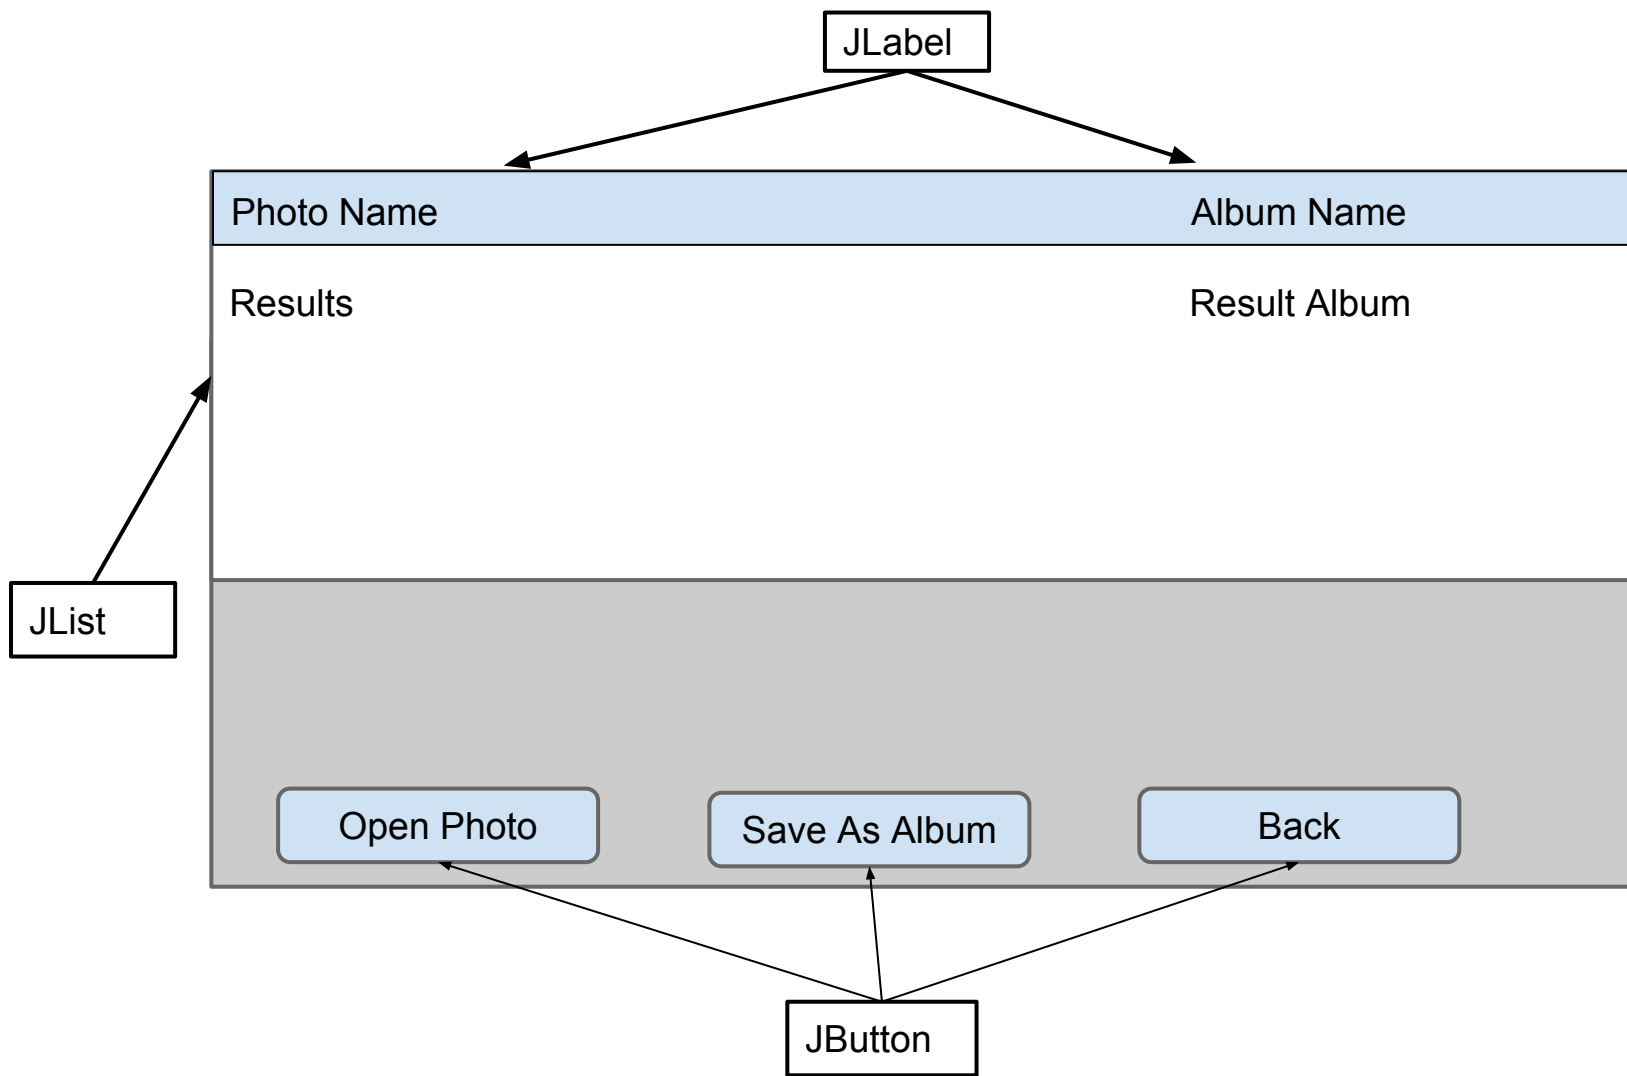 JLabel
Photo Name
Album Name
Results
Result Album
JList
Open Photo
Save As Album
Back
JButton